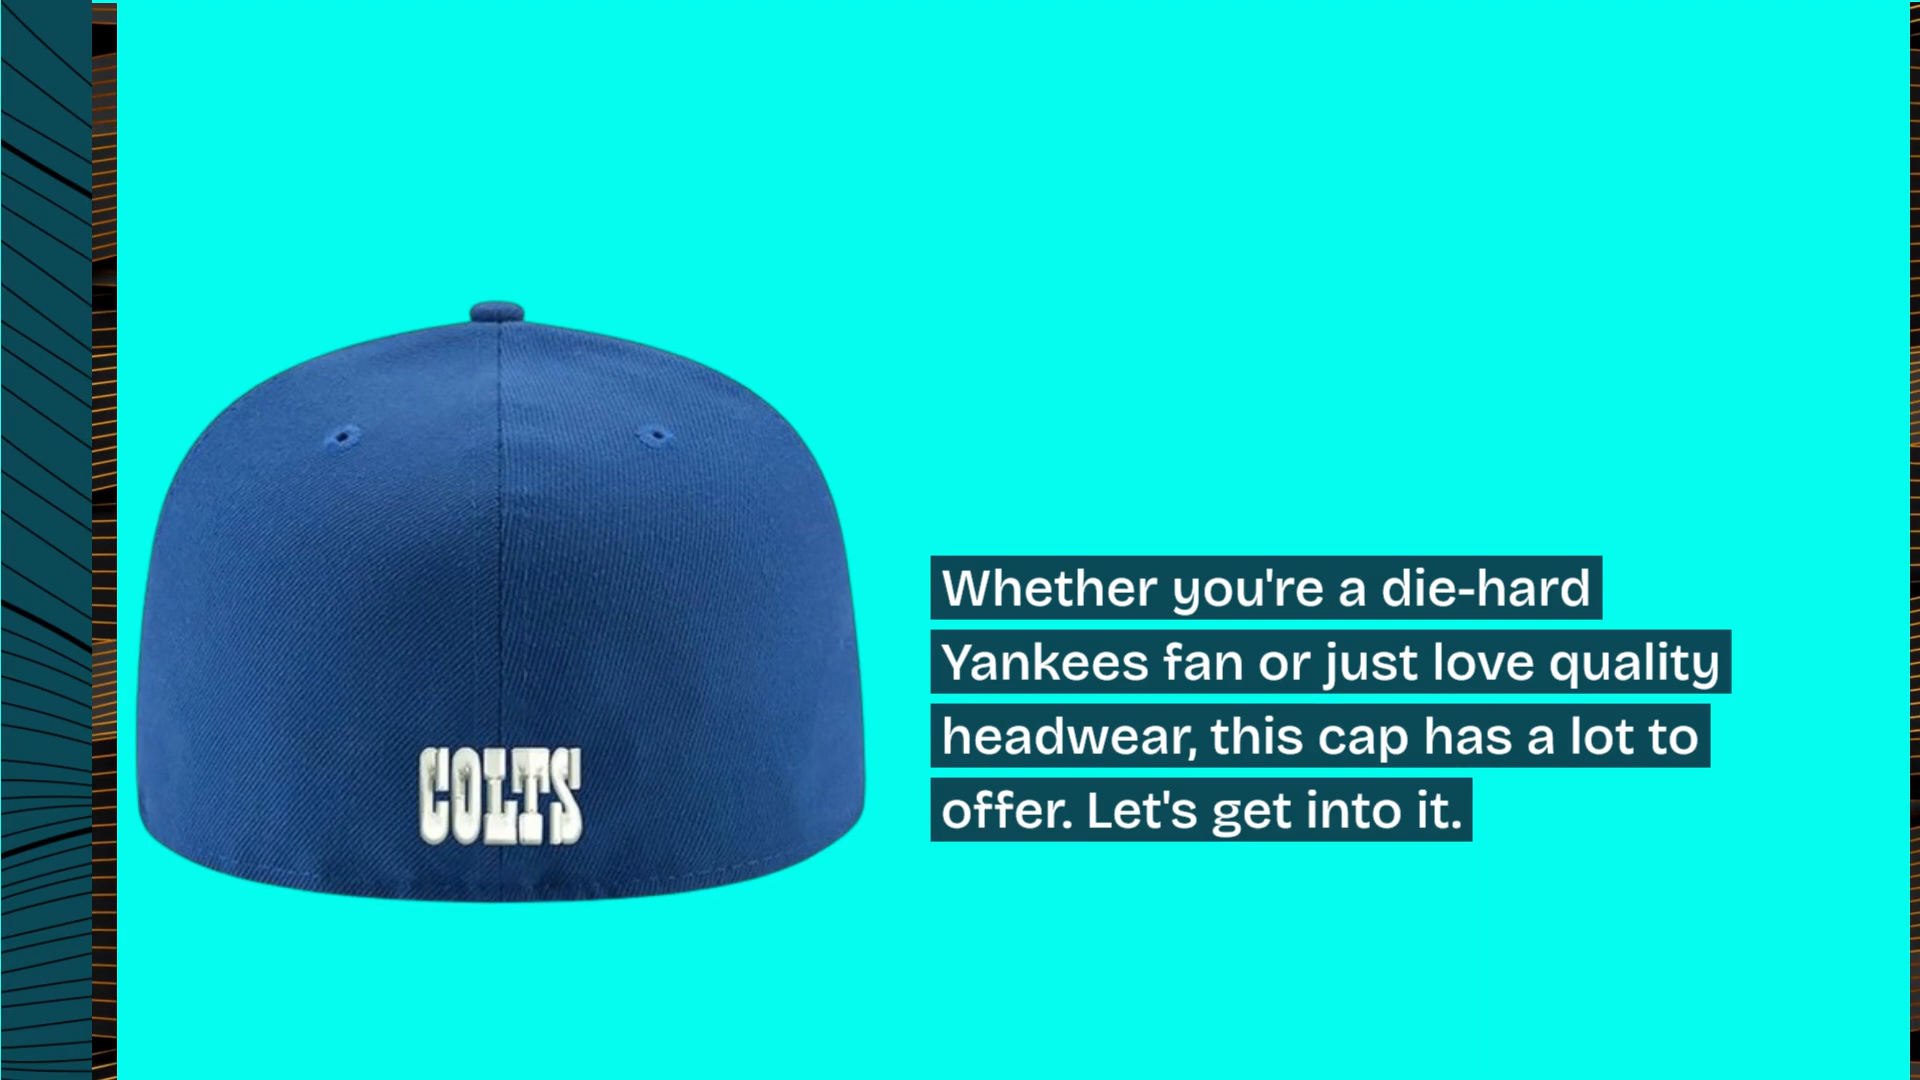 COLTS
Whether you're a die-hard
Yankees fan or just love quality
headwear, this cap has a lot to
offer. Let's get into it.